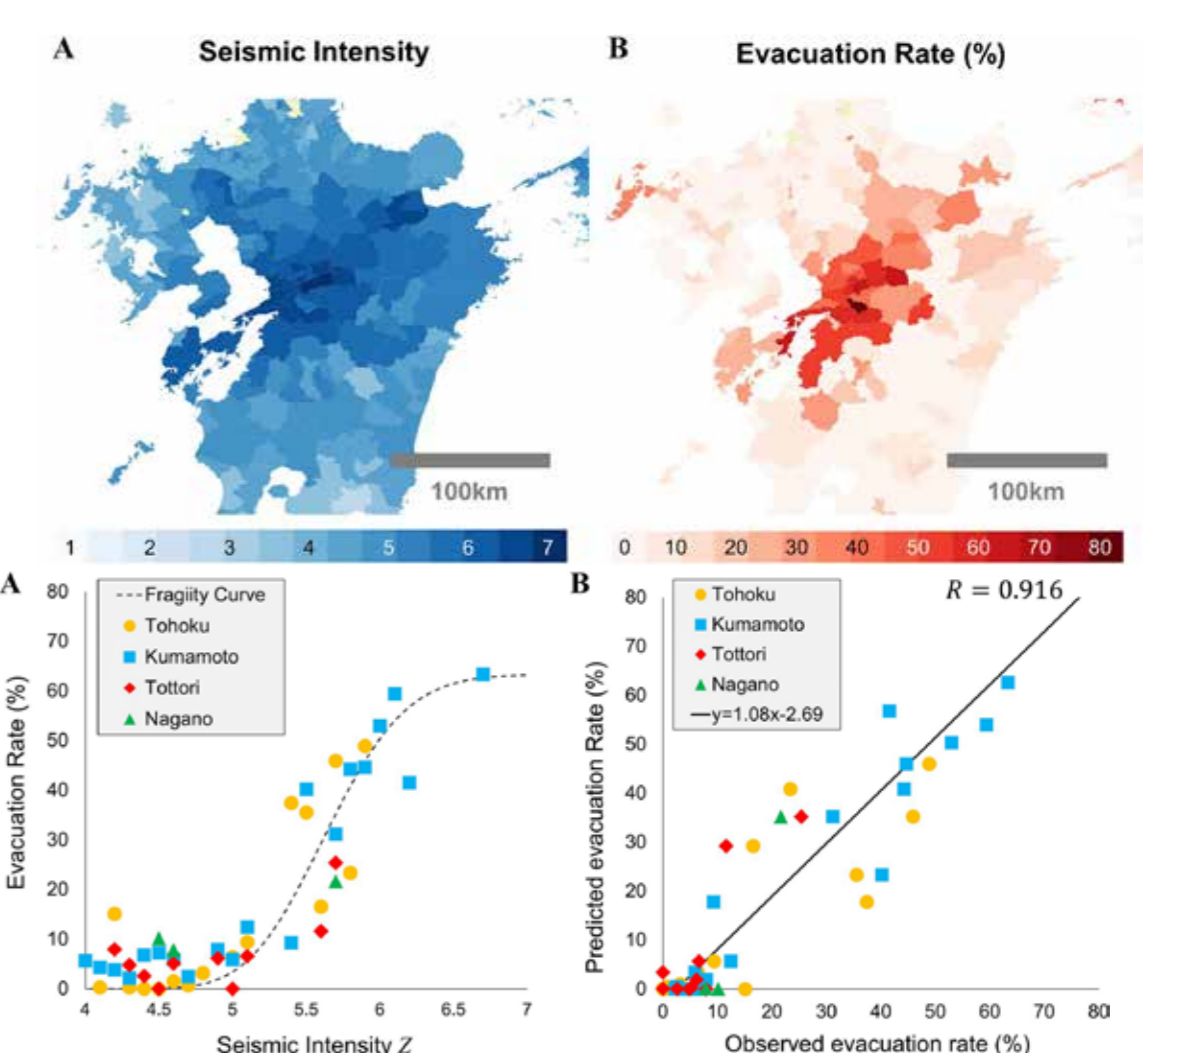 A
Seismic Intensity
B
Evacuation Rate (%)
100km
100km
1 2 3 4 5 6 7
0 10 20 30 40 50 60 70 80
A
Fragiity Curve
Tohoku
Kumamoto
Tottori
Nagano
Evacuation Rate (%)
80
70
60
50
40
30
20
10
0
4 4.5 5 5.5 6 6.5 7
Seismic Intensity Z
B
R = 0.916
Tohoku
Kumamoto
Tottori
Nagano
y=1.08x-2.69
Predicted evacuation Rate (%)
80
70
60
50
40
30
20
10
0
0 10 20 30 40 50 60 70 80
Observed evacuation rate (%)